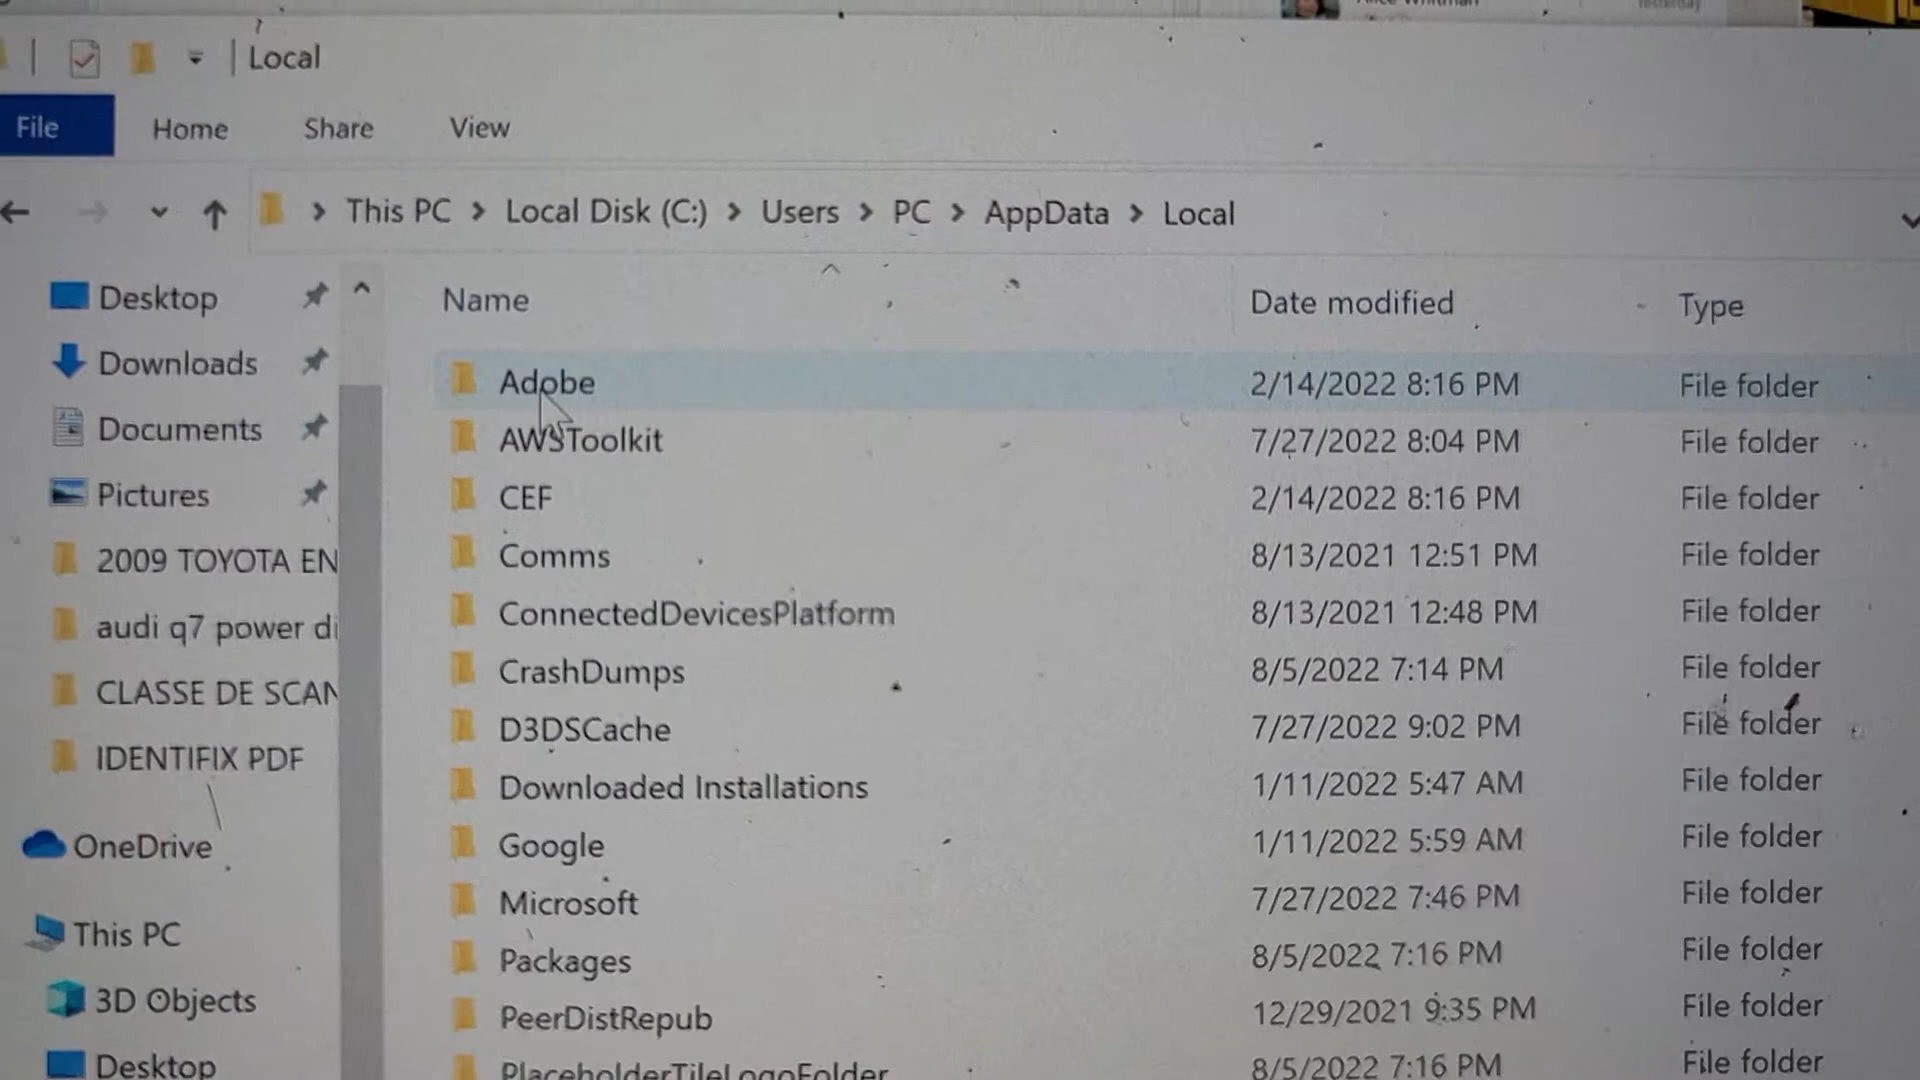 Local
File Home Share View
This PC > Local Disk (C:) > Users > PC > AppData > Local
Name Date modified Type
Desktop
Downloads
Documents
Pictures
2009 TOYOTA EN
audi q7 power di
CLASSE DE SCAN
IDENTIFIX PDF
OneDrive
This PC
3D Objects
Desktop
Adobe 2/14/2022 8:16 PM File folder
AWSToolkit 7/27/2022 8:04 PM File folder
CEF 2/14/2022 8:16 PM File folder
Comms 8/13/2021 12:51 PM File folder
ConnectedDevicesPlatform 8/13/2021 12:48 PM File folder
CrashDumps 8/5/2022 7:14 PM File folder
D3DSCache 7/27/2022 9:02 PM File folder
Downloaded Installations 1/11/2022 5:47 AM File folder
Google 1/11/2022 5:59 AM File folder
Microsoft 7/27/2022 7:46 PM File folder
Packages 8/5/2022 7:16 PM File folder
PeerDistRepub 12/29/2021 9:35 PM File folder
PlaceholderTileLogoFolder 8/5/2022 7:16 PM File folder